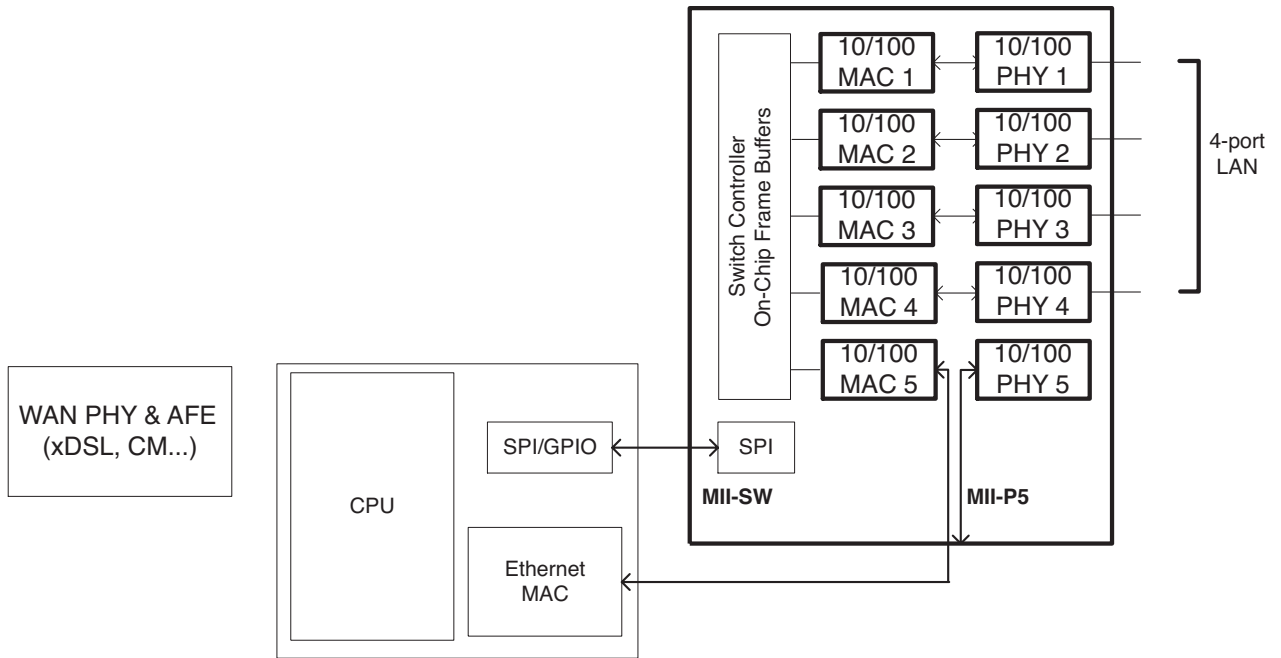 10/100
MAC 1
10/100
PHY 1
10/100
MAC 2
10/100
PHY 2
10/100
MAC 3
10/100
PHY 3
10/100
MAC 4
10/100
PHY 4
10/100
MAC 5
10/100
PHY 5
Switch Controller
On-Chip Frame Buffers
4-port
LAN
WAN PHY & AFE
(xDSL, CM...)
CPU
SPI/GPIO
SPI
MII-SW
MII-P5
Ethernet
MAC